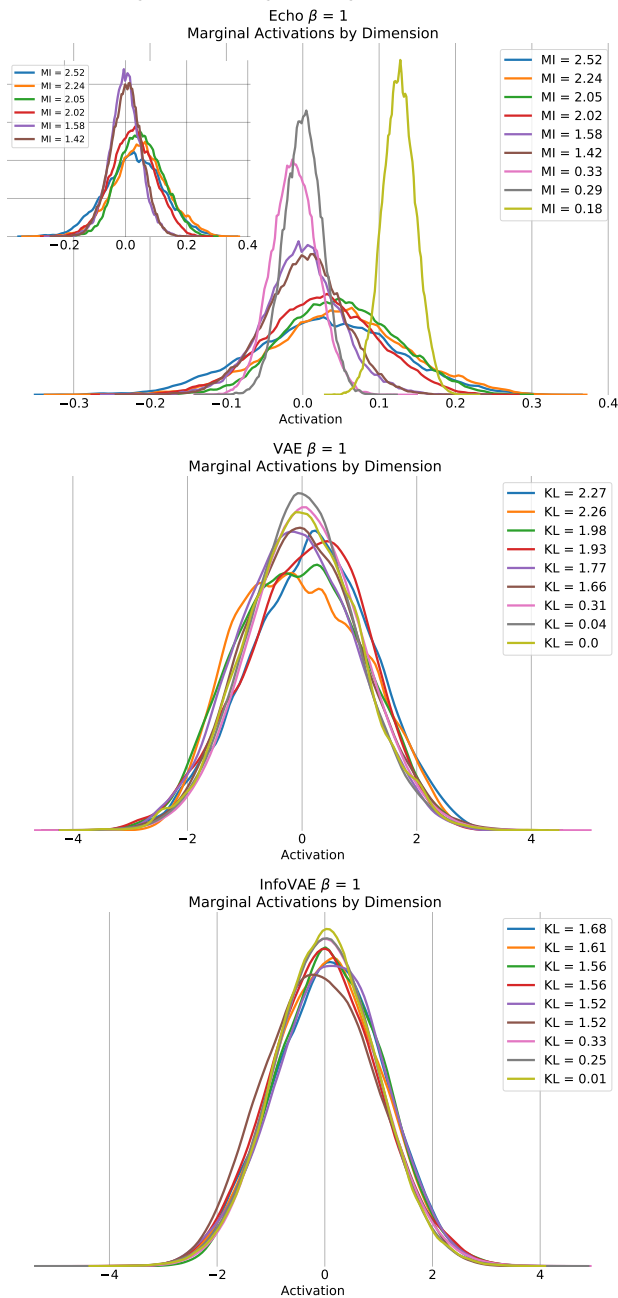 Echo β = 1
Marginal Activations by Dimension
MI = 2.52
MI = 2.24
MI = 2.05
MI = 2.02
MI = 1.58
MI = 1.42
−0.2
0.0
0.2
0.4
MI = 2.52
MI = 2.24
MI = 2.05
MI = 2.02
MI = 1.58
MI = 1.42
MI = 0.33
MI = 0.29
MI = 0.18
−0.3
−0.2
−0.1
0.0
0.1
0.2
0.3
0.4
Activation
VAE β = 1
Marginal Activations by Dimension
KL = 2.27
KL = 2.26
KL = 1.98
KL = 1.93
KL = 1.77
KL = 1.66
KL = 0.31
KL = 0.04
KL = 0.0
−4
−2
0
2
4
Activation
InfoVAE β = 1
Marginal Activations by Dimension
KL = 1.68
KL = 1.61
KL = 1.56
KL = 1.56
KL = 1.52
KL = 1.52
KL = 0.33
KL = 0.25
KL = 0.01
−4
−2
0
2
4
Activation